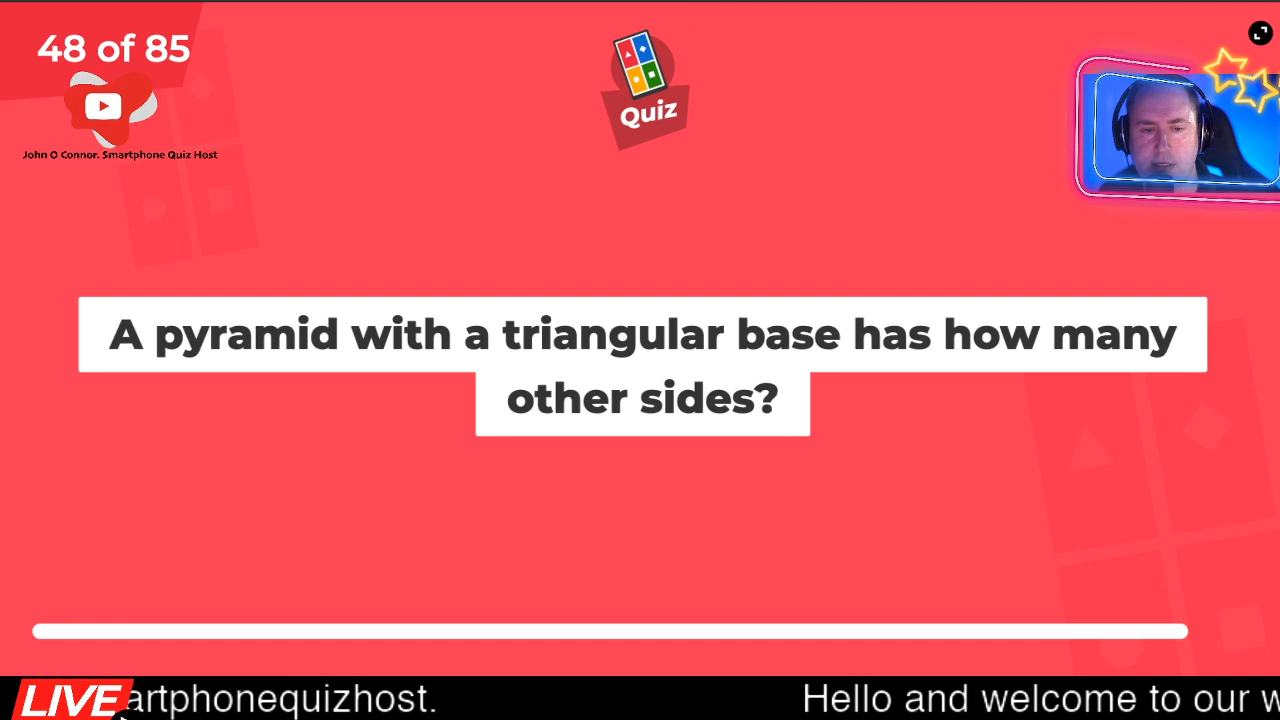 48 of 85
John O Connor. Smartphone Quiz Host
Quiz
A pyramid with a triangular base has how many
other sides?
LIVE
artphonequizhost.
Hello and welcome to our w